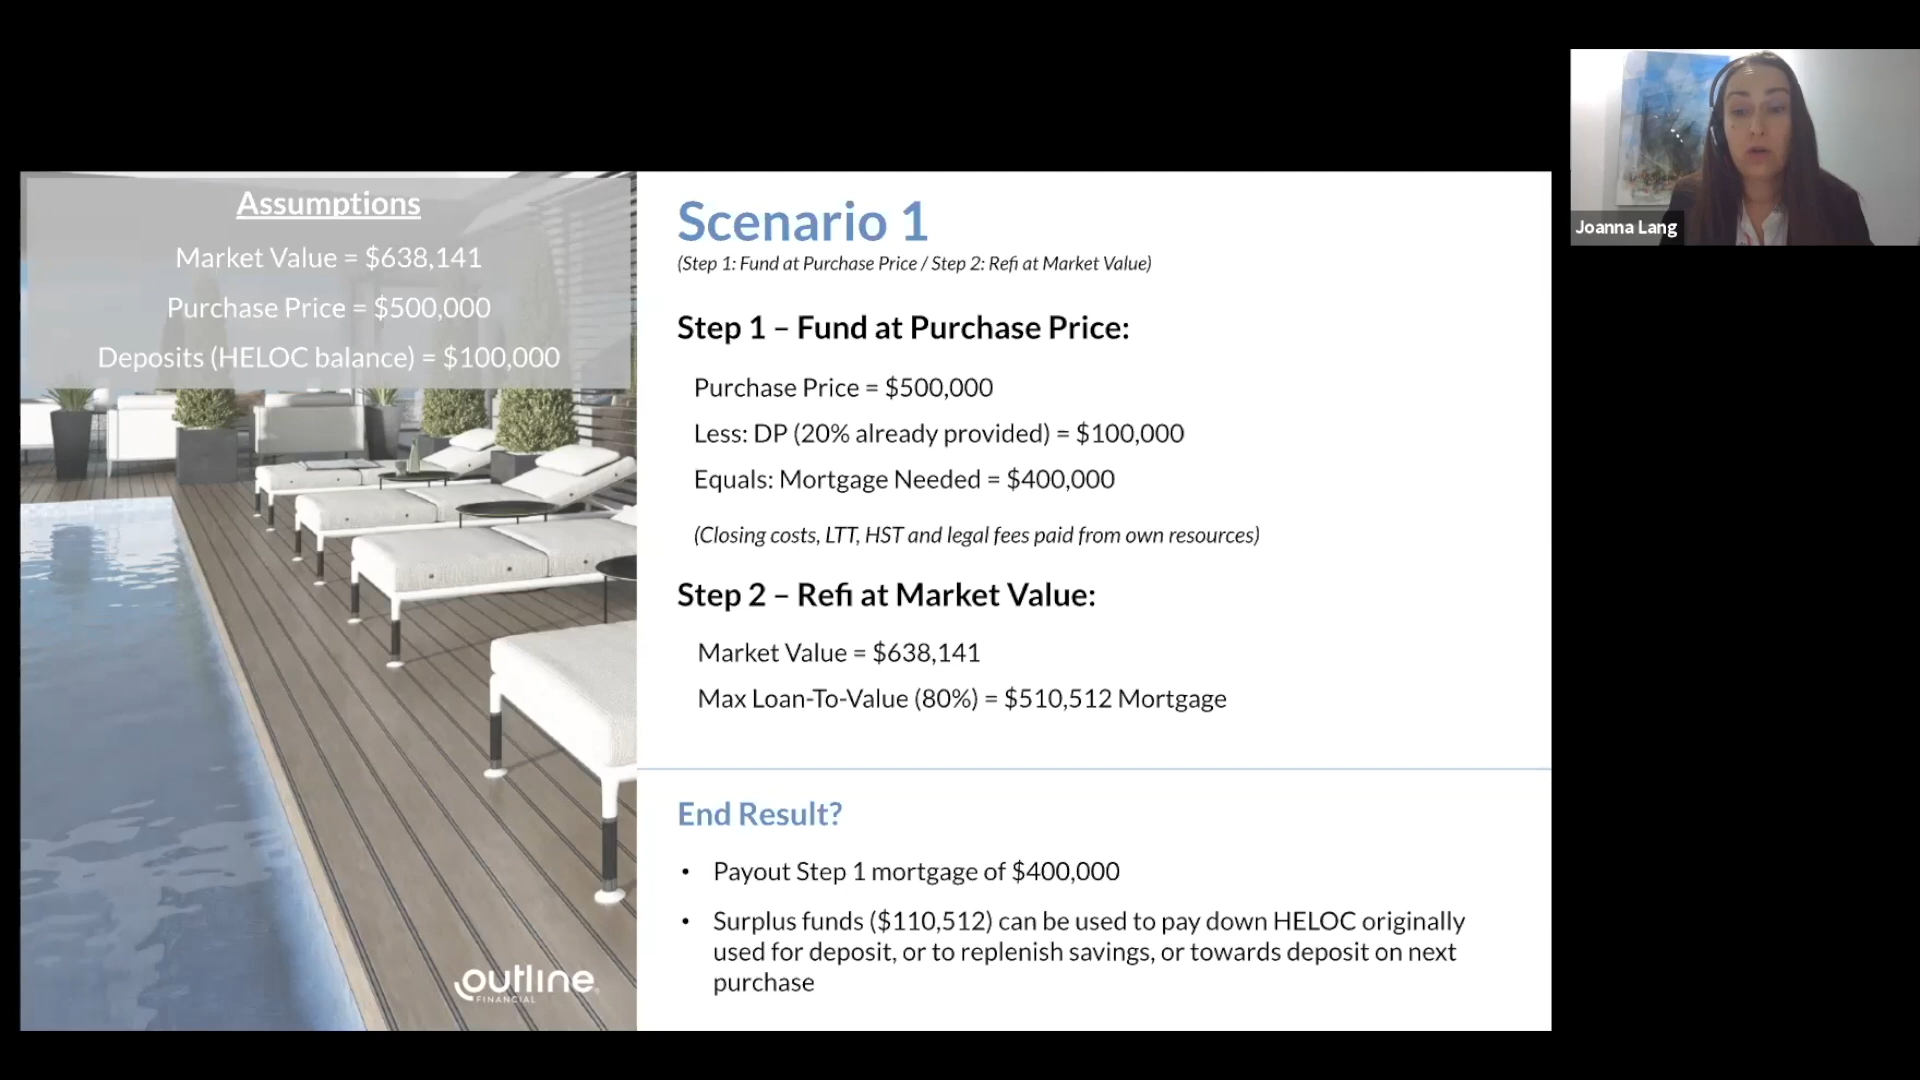 Assumptions
Market Value = $638,141
Purchase Price = $500,000
Deposits (HELOC balance) = $100,000
outline
FINANCIAL
Scenario 1
(Step 1: Fund at Purchase Price / Step 2: Refi at Market Value)
Step 1 – Fund at Purchase Price:
Purchase Price = $500,000
Less: DP (20% already provided) = $100,000
Equals: Mortgage Needed = $400,000
(Closing costs, LTT, HST and legal fees paid from own resources)
Step 2 – Refi at Market Value:
Market Value = $638,141
Max Loan-To-Value (80%) = $510,512 Mortgage
End Result?
• Payout Step 1 mortgage of $400,000
• Surplus funds ($110,512) can be used to pay down HELOC originally
used for deposit, or to replenish savings, or towards deposit on next
purchase
Joanna Lang